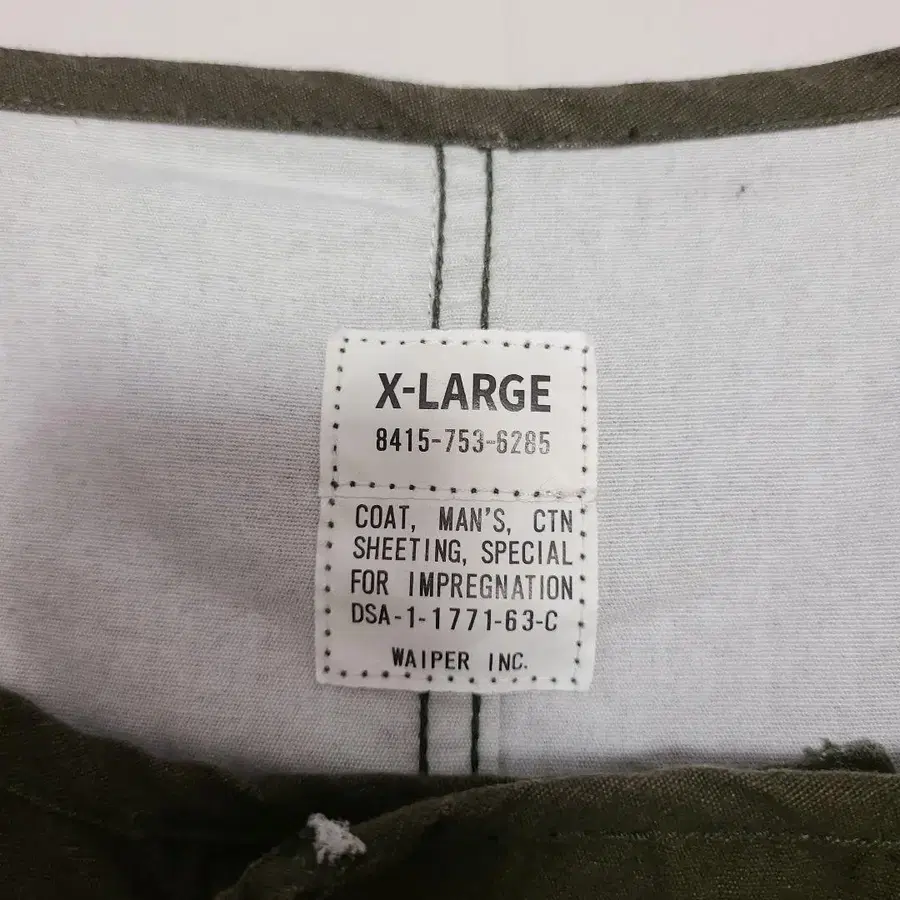 X-LARGE
8415-753-6285
COAT, MAN'S, CTN
SHEETING, SPECIAL
FOR IMPREGNATION
DSA-1-1771-63-C
WAIPER INC.